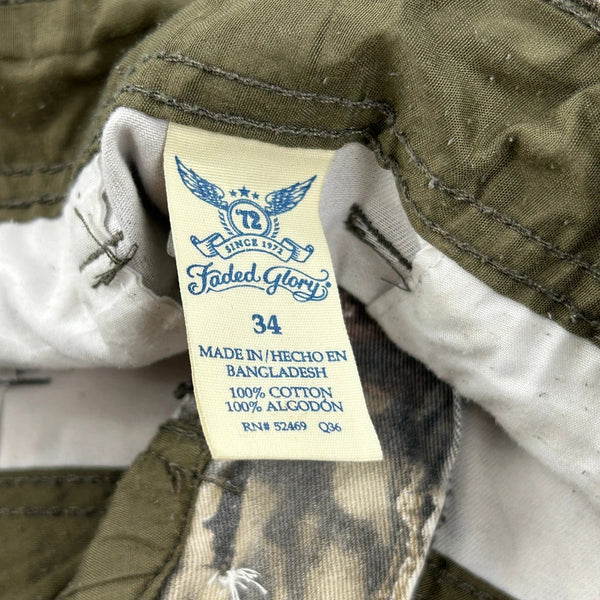 '72
SINCE 1972
Faded Glory®
34
MADE IN/HECHO EN
BANGLADESH
100% COTTON
100% ALGODÓN
RN# 52469 Q36